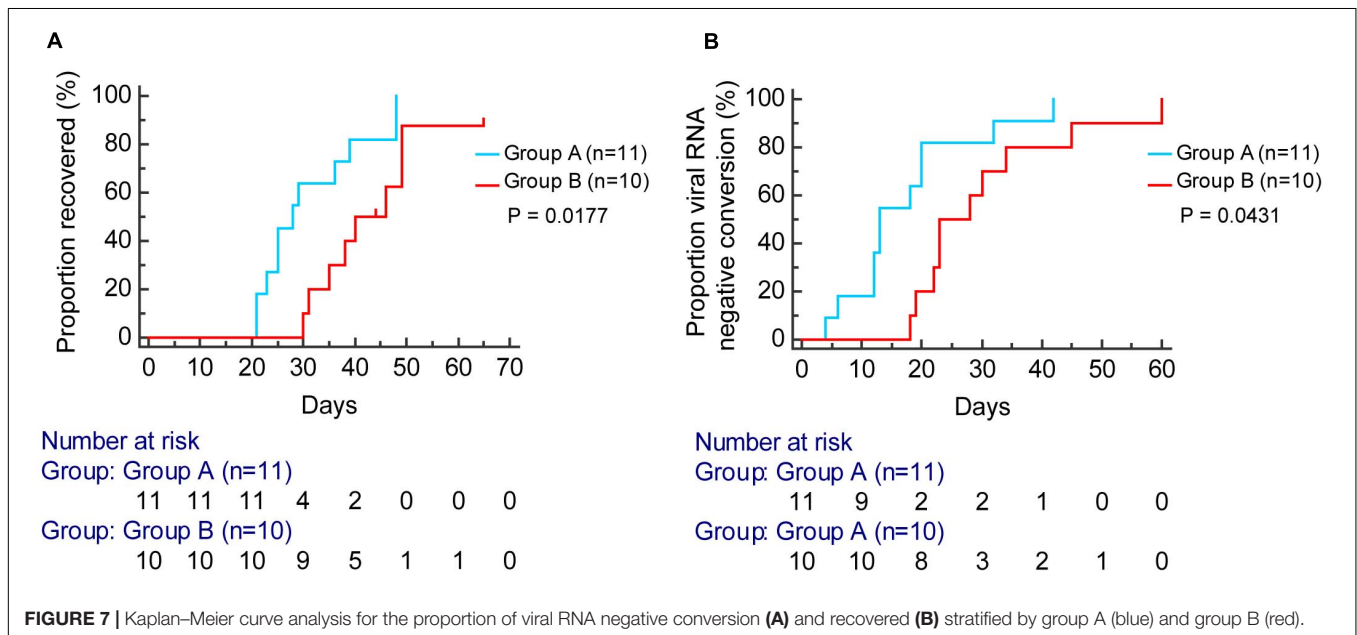 A
Proportion recovered (%)
100
80
60
40
20
0
0 10 20 30 40 50 60 70
Days
Group A (n=11)
Group B (n=10)
P = 0.0177
Number at risk
Group: Group A (n=11)
11 11 11 4 2 0 0 0
Group: Group B (n=10)
10 10 10 9 5 1 1 0
B
Proportion viral RNA
negative conversion (%)
100
80
60
40
20
0
0 10 20 30 40 50 60
Days
Group A (n=11)
Group B (n=10)
P = 0.0431
Number at risk
Group: Group A (n=11)
11 9 2 2 1 0 0
Group: Group A (n=10)
10 10 8 3 2 1 0
FIGURE 7 | Kaplan–Meier curve analysis for the proportion of viral RNA negative conversion (A) and recovered (B) stratified by group A (blue) and group B (red).